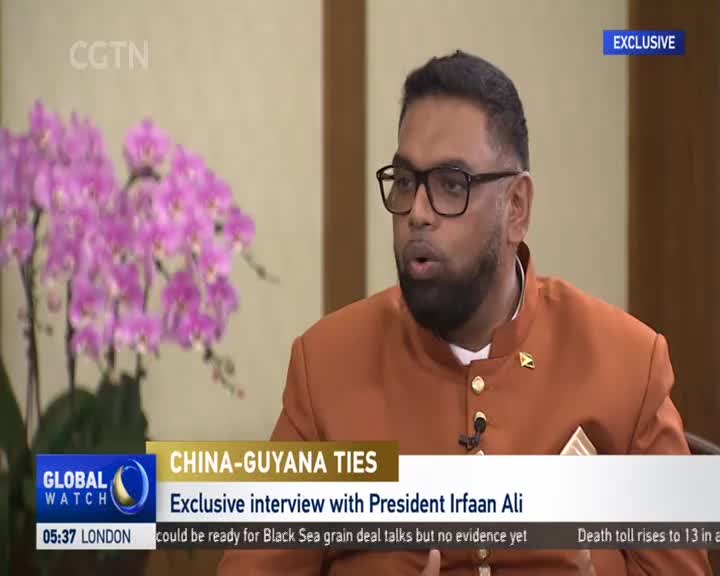 CGTN
EXCLUSIVE
CHINA-GUYANA TIES
Exclusive interview with President Irfaan Ali
GLOBAL
WATCH
05:37 LONDON
could be ready for Black Sea grain deal talks but no evidence yet
Death toll rises to 13 in a